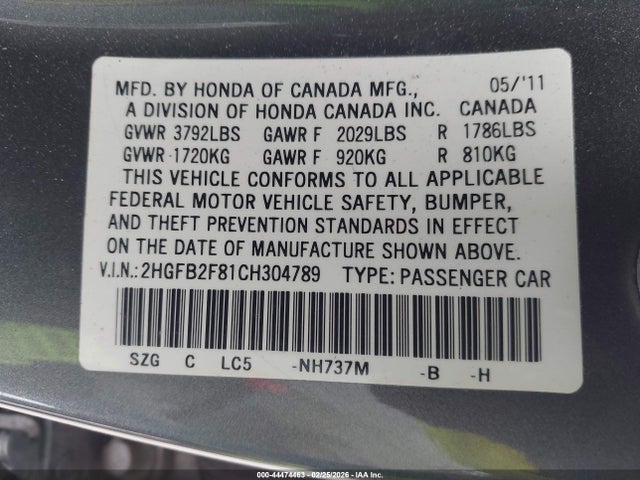 MFD. BY HONDA OF CANADA MFG., 05/'11
A DIVISION OF HONDA CANADA INC. CANADA
GVWR 3792LBS GAWR F 2029LBS R 1786LBS
GVWR 1720KG GAWR F 920KG R 810KG
THIS VEHICLE CONFORMS TO ALL APPLICABLE
FEDERAL MOTOR VEHICLE SAFETY, BUMPER,
AND THEFT PREVENTION STANDARDS IN EFFECT
ON THE DATE OF MANUFACTURE SHOWN ABOVE.
V.I.N.: 2HGFB2F81CH304789 TYPE: PASSENGER CAR
SZG C LC5 -NH737M -B -H
000-44474463 - 02/25/2026 - IAA Inc.